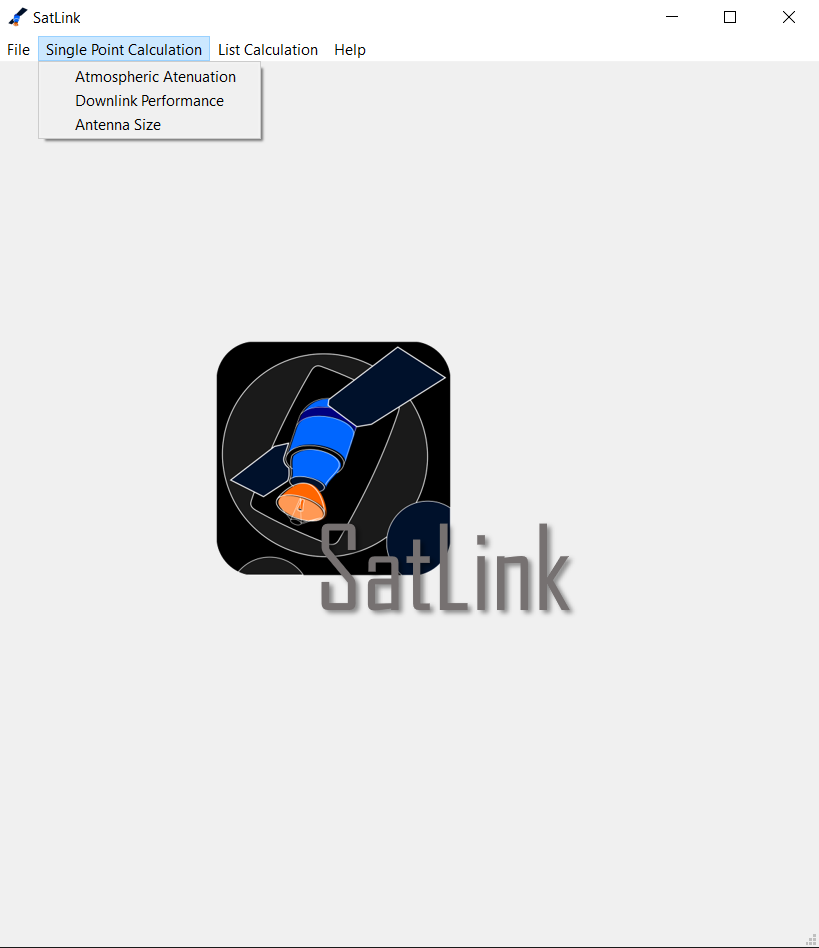 SatLink
File Single Point Calculation List Calculation Help
Atmospheric Atenuation
Downlink Performance
Antenna Size
SatLink